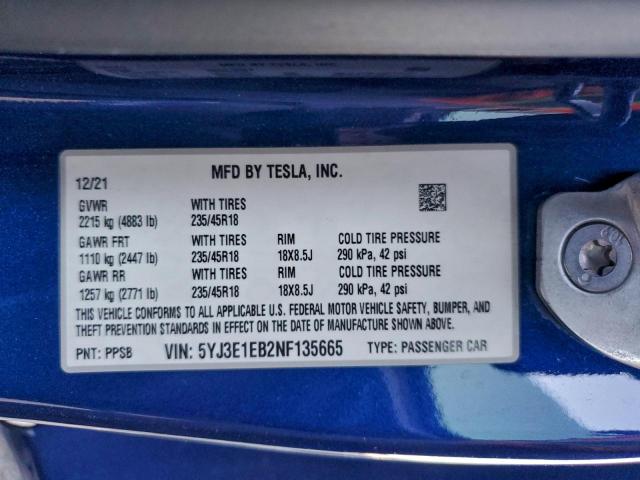 MFD BY TESLA, INC.
12/21
GVWR WITH TIRES
2215 kg (4883 lb) 235/45R18
GAWR FRT WITH TIRES RIM COLD TIRE PRESSURE
1110 kg (2447 lb) 235/45R18 18X8.5J 290 kPa, 42 psi
GAWR RR WITH TIRES RIM COLD TIRE PRESSURE
1257 kg (2771 lb) 235/45R18 18X8.5J 290 kPa, 42 psi
THIS VEHICLE CONFORMS TO ALL APPLICABLE U.S. FEDERAL MOTOR VEHICLE SAFETY, BUMPER, AND
THEFT PREVENTION STANDARDS IN EFFECT ON THE DATE OF MANUFACTURE SHOWN ABOVE.
PNT: PPSB VIN: 5YJ3E1EB2NF135665 TYPE: PASSENGER CAR